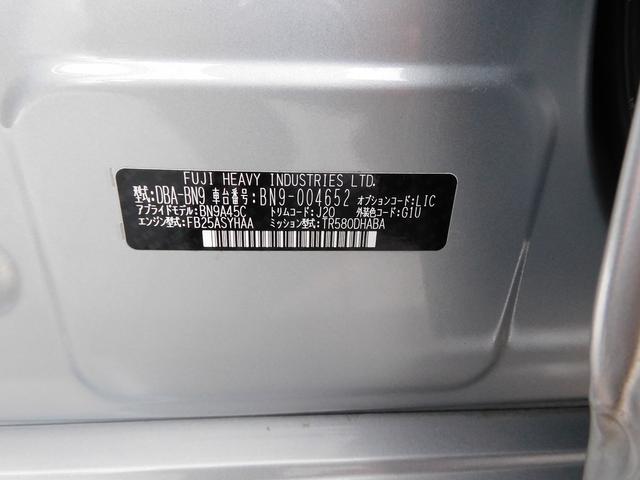 FUJI HEAVY INDUSTRIES LTD.
型式:DBA-BN9 車台番号:BN9-004652 オプションコード:LIC
アプライドモデル:BN9A45C トリムコード:J20 外装色コード:G1U
エンジン型式:FB25ASYHAA ミッション型式:TR580DHABA